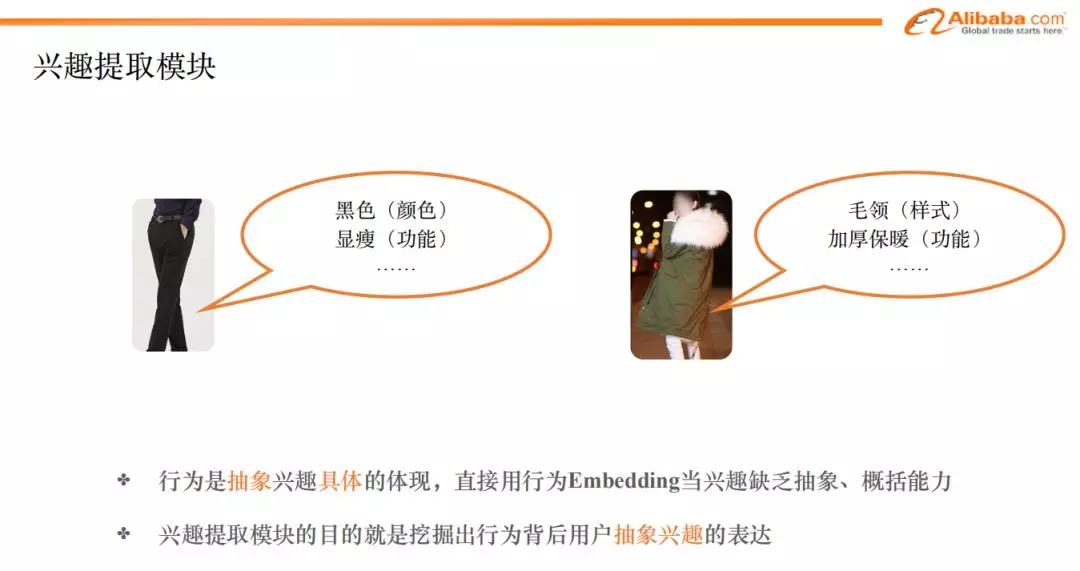 Alibaba.com
Global trade starts here.™
兴趣提取模块
黑色（颜色）
显瘦（功能）
……
毛领（样式）
加厚保暖（功能）
……
❖ 行为是抽象兴趣具体的体现，直接用行为Embedding当兴趣缺乏抽象、概括能力
❖ 兴趣提取模块的目的就是挖掘出行为背后用户抽象兴趣的表达